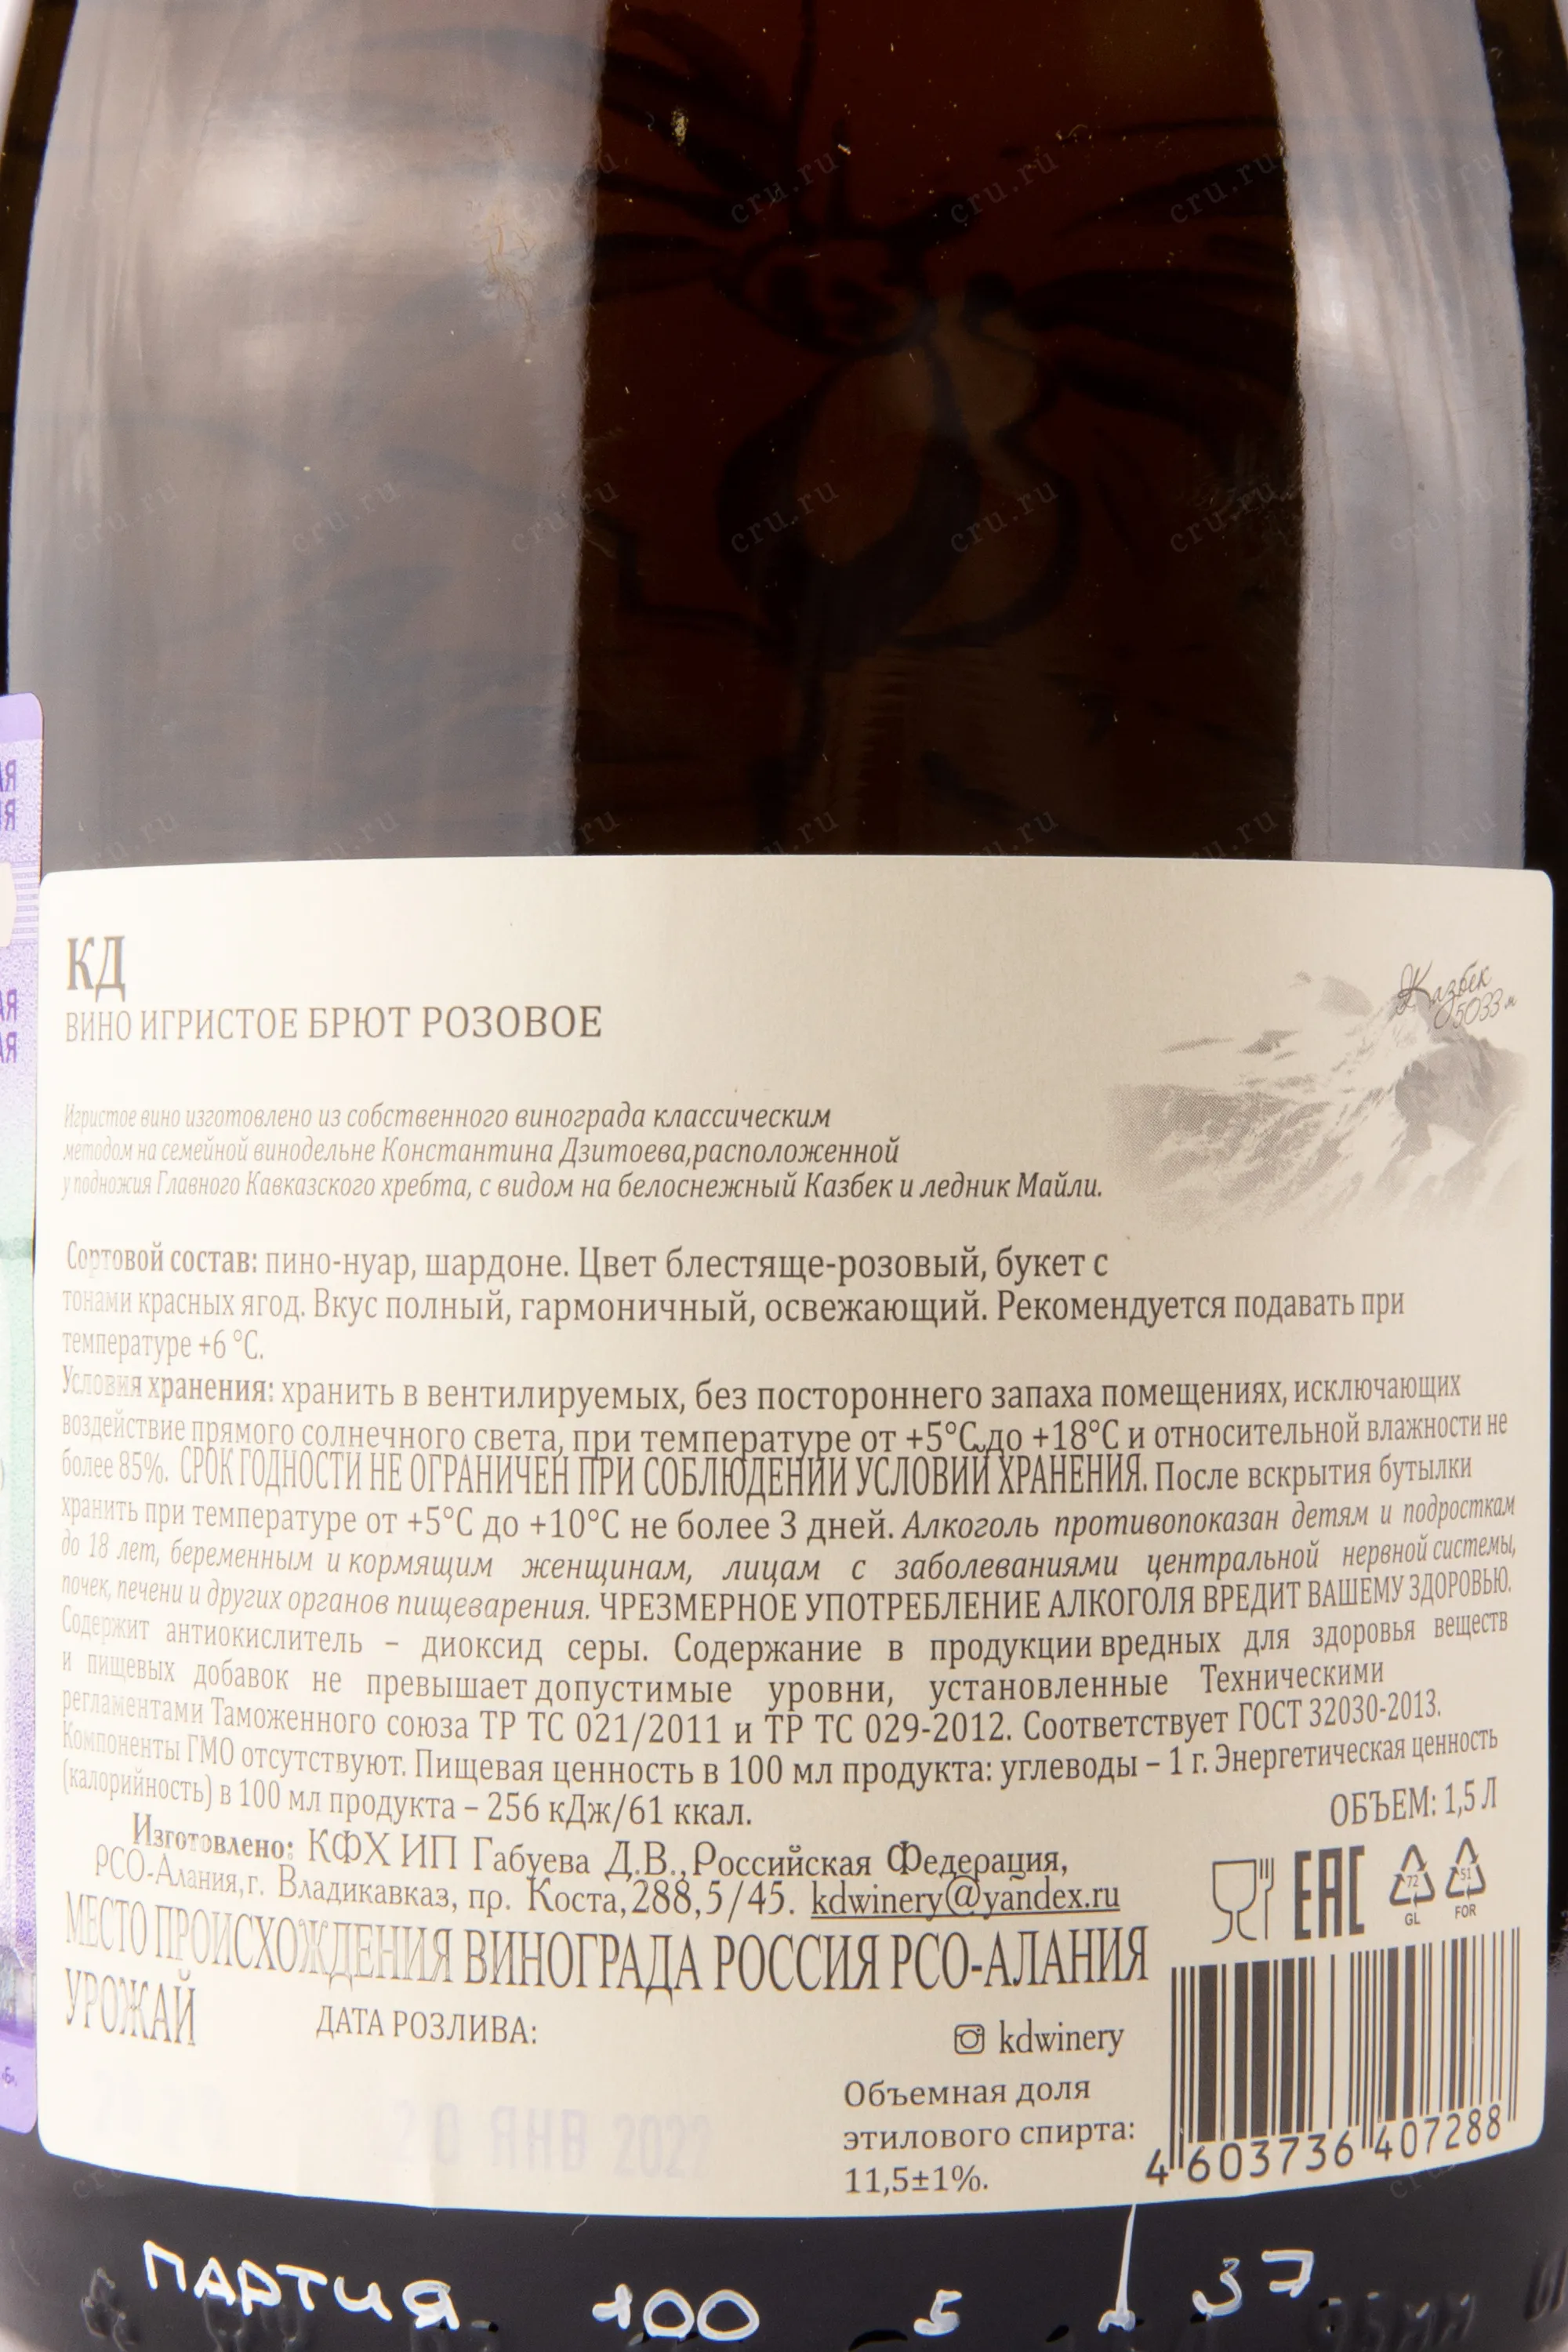 КД
ВИНО ИГРИСТОЕ БРЮТ РОЗОВОЕ
Казбек
5033 м
Игристое вино изготовлено из собственного винограда классическим
методом на семейной винодельне Константина Дзитоева,расположенной
у подножия Главного Кавказского хребта, с видом на белоснежный Казбек и ледник Майли.
Сортовой состав: пино-нуар, шардоне. Цвет блестяще-розовый, букет с
тонами красных ягод. Вкус полный, гармоничный, освежающий. Рекомендуется подавать при
температуре +6 °С.
Условия хранения: хранить в вентилируемых, без постороннего запаха помещениях, исключающих
воздействие прямого солнечного света, при температуре от +5°С до +18°С и относительной влажности не
более 85%. СРОК ГОДНОСТИ НЕ ОГРАНИЧЕН ПРИ СОБЛЮДЕНИИ УСЛОВИЙ ХРАНЕНИЯ. После вскрытия бутылки
хранить при температуре от +5°С до +10°С не более 3 дней. Алкоголь противопоказан детям и подросткам
до 18 лет, беременным и кормящим женщинам, лицам с заболеваниями центральной нервной системы,
почек, печени и других органов пищеварения. ЧРЕЗМЕРНОЕ УПОТРЕБЛЕНИЕ АЛКОГОЛЯ ВРЕДИТ ВАШЕМУ ЗДОРОВЬЮ.
Содержит антиокислитель – диоксид серы. Содержание в продукции вредных для здоровья веществ
и пищевых добавок не превышает допустимые уровни, установленные Техническими
регламентами Таможенного союза ТР ТС 021/2011 и ТР ТС 029-2012. Соответствует ГОСТ 32030-2013.
Компоненты ГМО отсутствуют. Пищевая ценность в 100 мл продукта: углеводы – 1 г. Энергетическая ценность
(калорийность) в 100 мл продукта – 256 кДж/61 ккал.
ОБЪЕМ: 1,5 Л
Изготовлено: КФХ ИП Габуева Д.В.,Российская Федерация,
РСО-Алания,г. Владикавказ, пр. Коста,288,5/45. kdwinery@yandex.ru
EAC
72
GL
51
FOR
МЕСТО ПРОИСХОЖДЕНИЯ ВИНОГРАДА РОССИЯ РСО-АЛАНИЯ
УРОЖАЙ
ДАТА РОЗЛИВА:
kdwinery
20 ЯНВ 202
Объемная доля
этилового спирта:
11,5±1%.
4 603736 407288
ПАРТИЯ 100 5 37
cru.ru